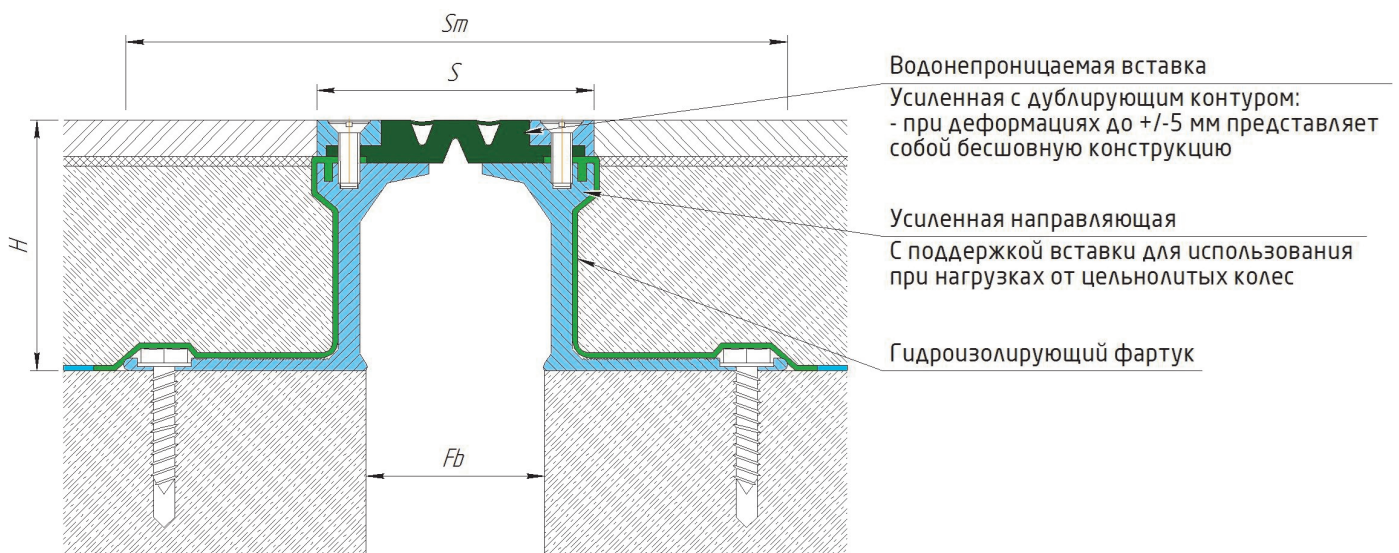 Sm
S
H
Fb
Водонепроницаемая вставка
Усиленная с дублирующим контуром:
- при деформациях до +/-5 мм представляет
собой бесшовную конструкцию
Усиленная направляющая
С поддержкой вставки для использования
при нагрузках от цельнолитых колес
Гидроизолирующий фартук